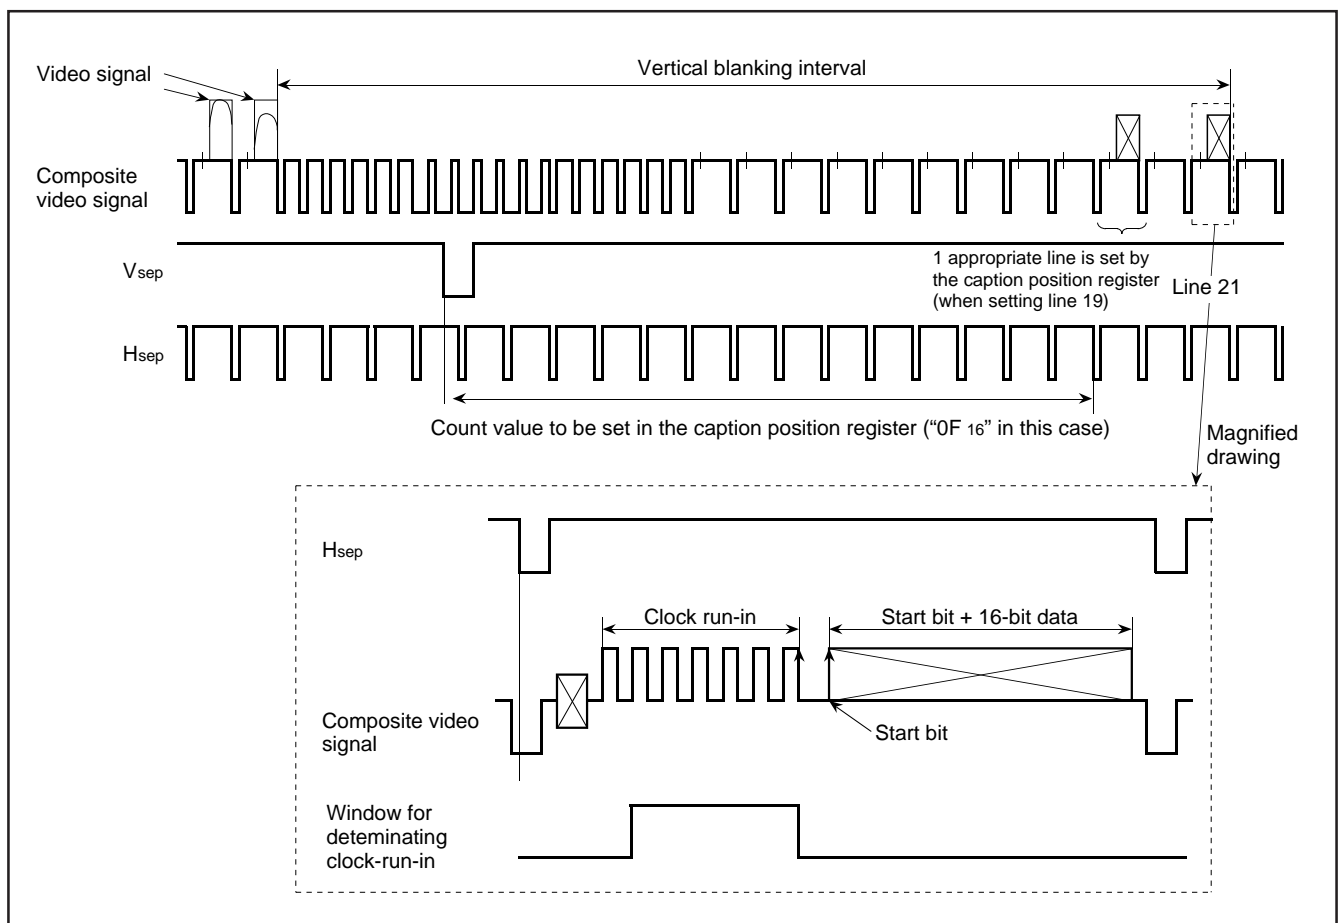 Video signal
Vertical blanking interval
Composite
video signal
Vsep
1 appropriate line is set by
the caption position register
(when setting line 19)
Line 21
Hsep
Count value to be set in the caption position register (“0F 16” in this case)
Magnified
drawing
Hsep
Clock run-in
Start bit + 16-bit data
Composite video
signal
Start bit
Window for
deteminating
clock-run-in